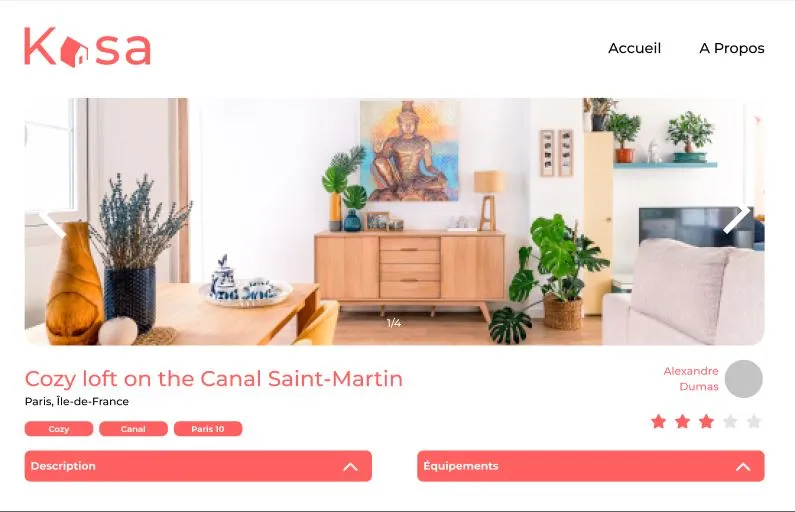 Kasa
Accueil
A Propos
1/4
Cozy loft on the Canal Saint-Martin
Paris, Île-de-France
Alexandre
Dumas
Cozy
Canal
Paris 10
Description
Équipements